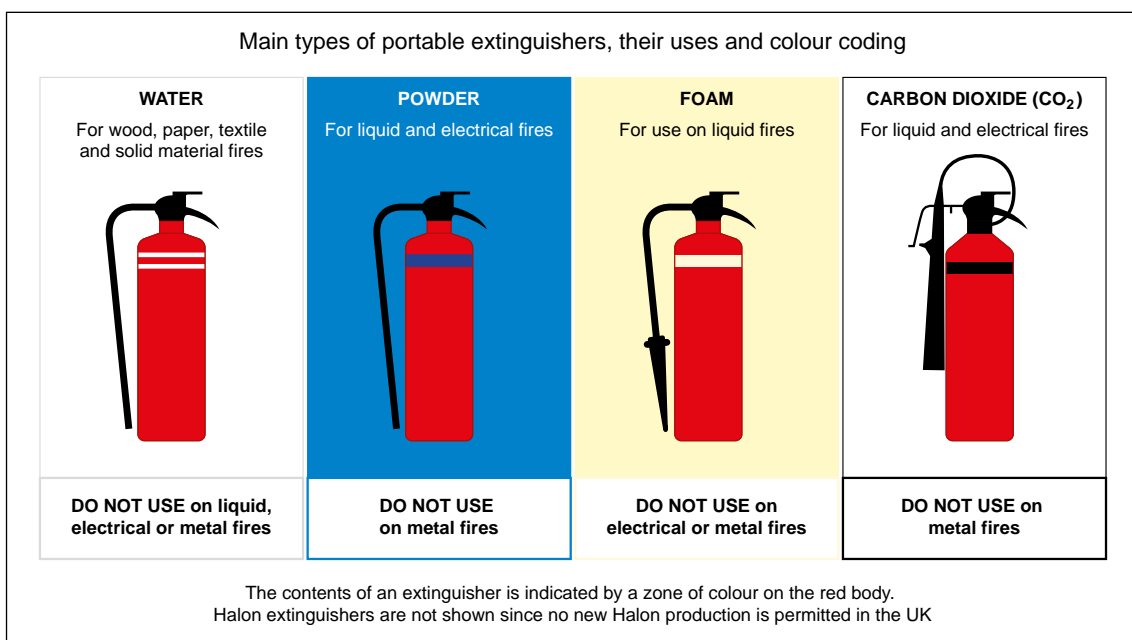 Main types of portable extinguishers, their uses and colour coding
WATER
For wood, paper, textile
and solid material fires
POWDER
For liquid and electrical fires
FOAM
For use on liquid fires
CARBON DIOXIDE (CO₂)
For liquid and electrical fires
DO NOT USE on liquid,
electrical or metal fires
DO NOT USE
on metal fires
DO NOT USE on
electrical or metal fires
DO NOT USE on
metal fires
The contents of an extinguisher is indicated by a zone of colour on the red body.
Halon extinguishers are not shown since no new Halon production is permitted in the UK